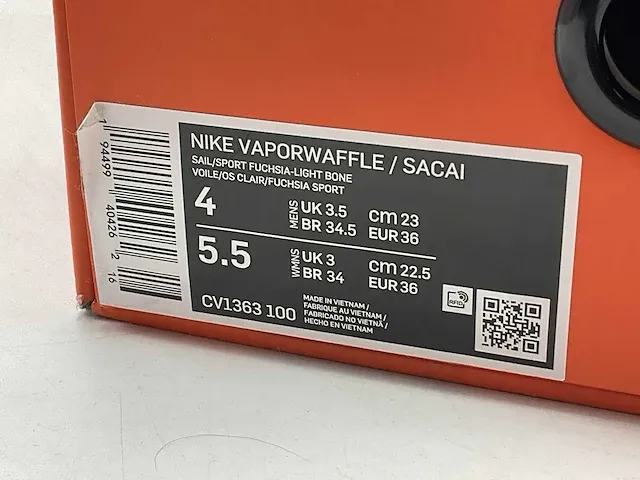 NIKE VAPORWAFFLE / SACAI
SAIL/SPORT FUCHSIA-LIGHT BONE
VOILE/OS CLAIR/FUCHSIA SPORT
4 MENS UK 3.5 cm 23
BR 34.5 EUR 36
5.5 WMNS UK 3 cm 22.5
BR 34 EUR 36
CV1363 100
MADE IN VIETNAM /
FABRIQUE AU VIETNAM /
FABRICADO NO VIETNÃ /
HECHO EN VIETNAM
RFID
1 94499 40426 2 16